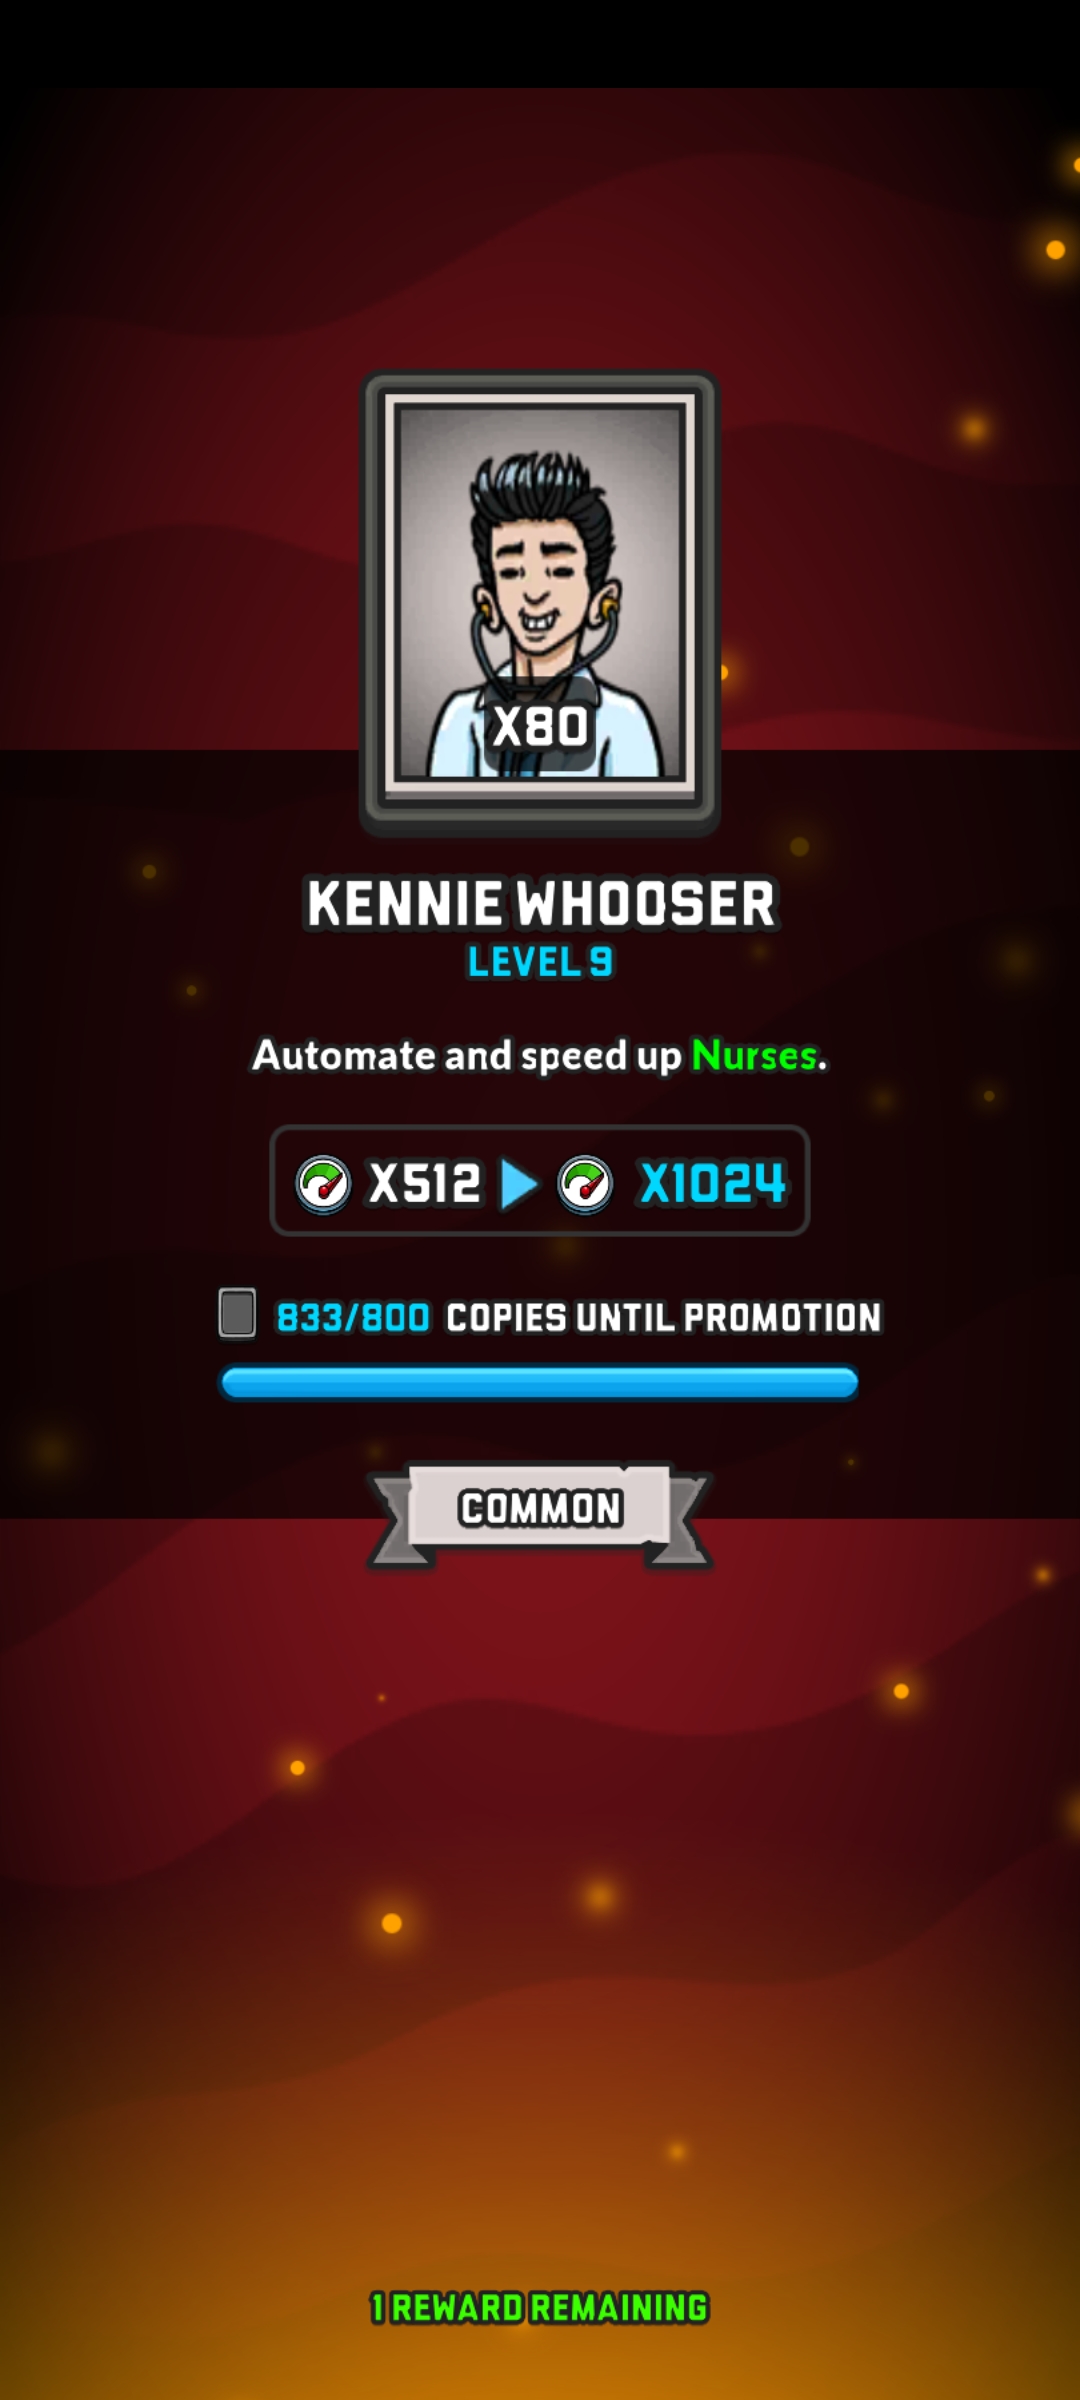 X80
KENNIE WHOOSER
LEVEL 9
Automate and speed up Nurses.
X512 X1024
833/800 COPIES UNTIL PROMOTION
COMMON
1 REWARD REMAINING